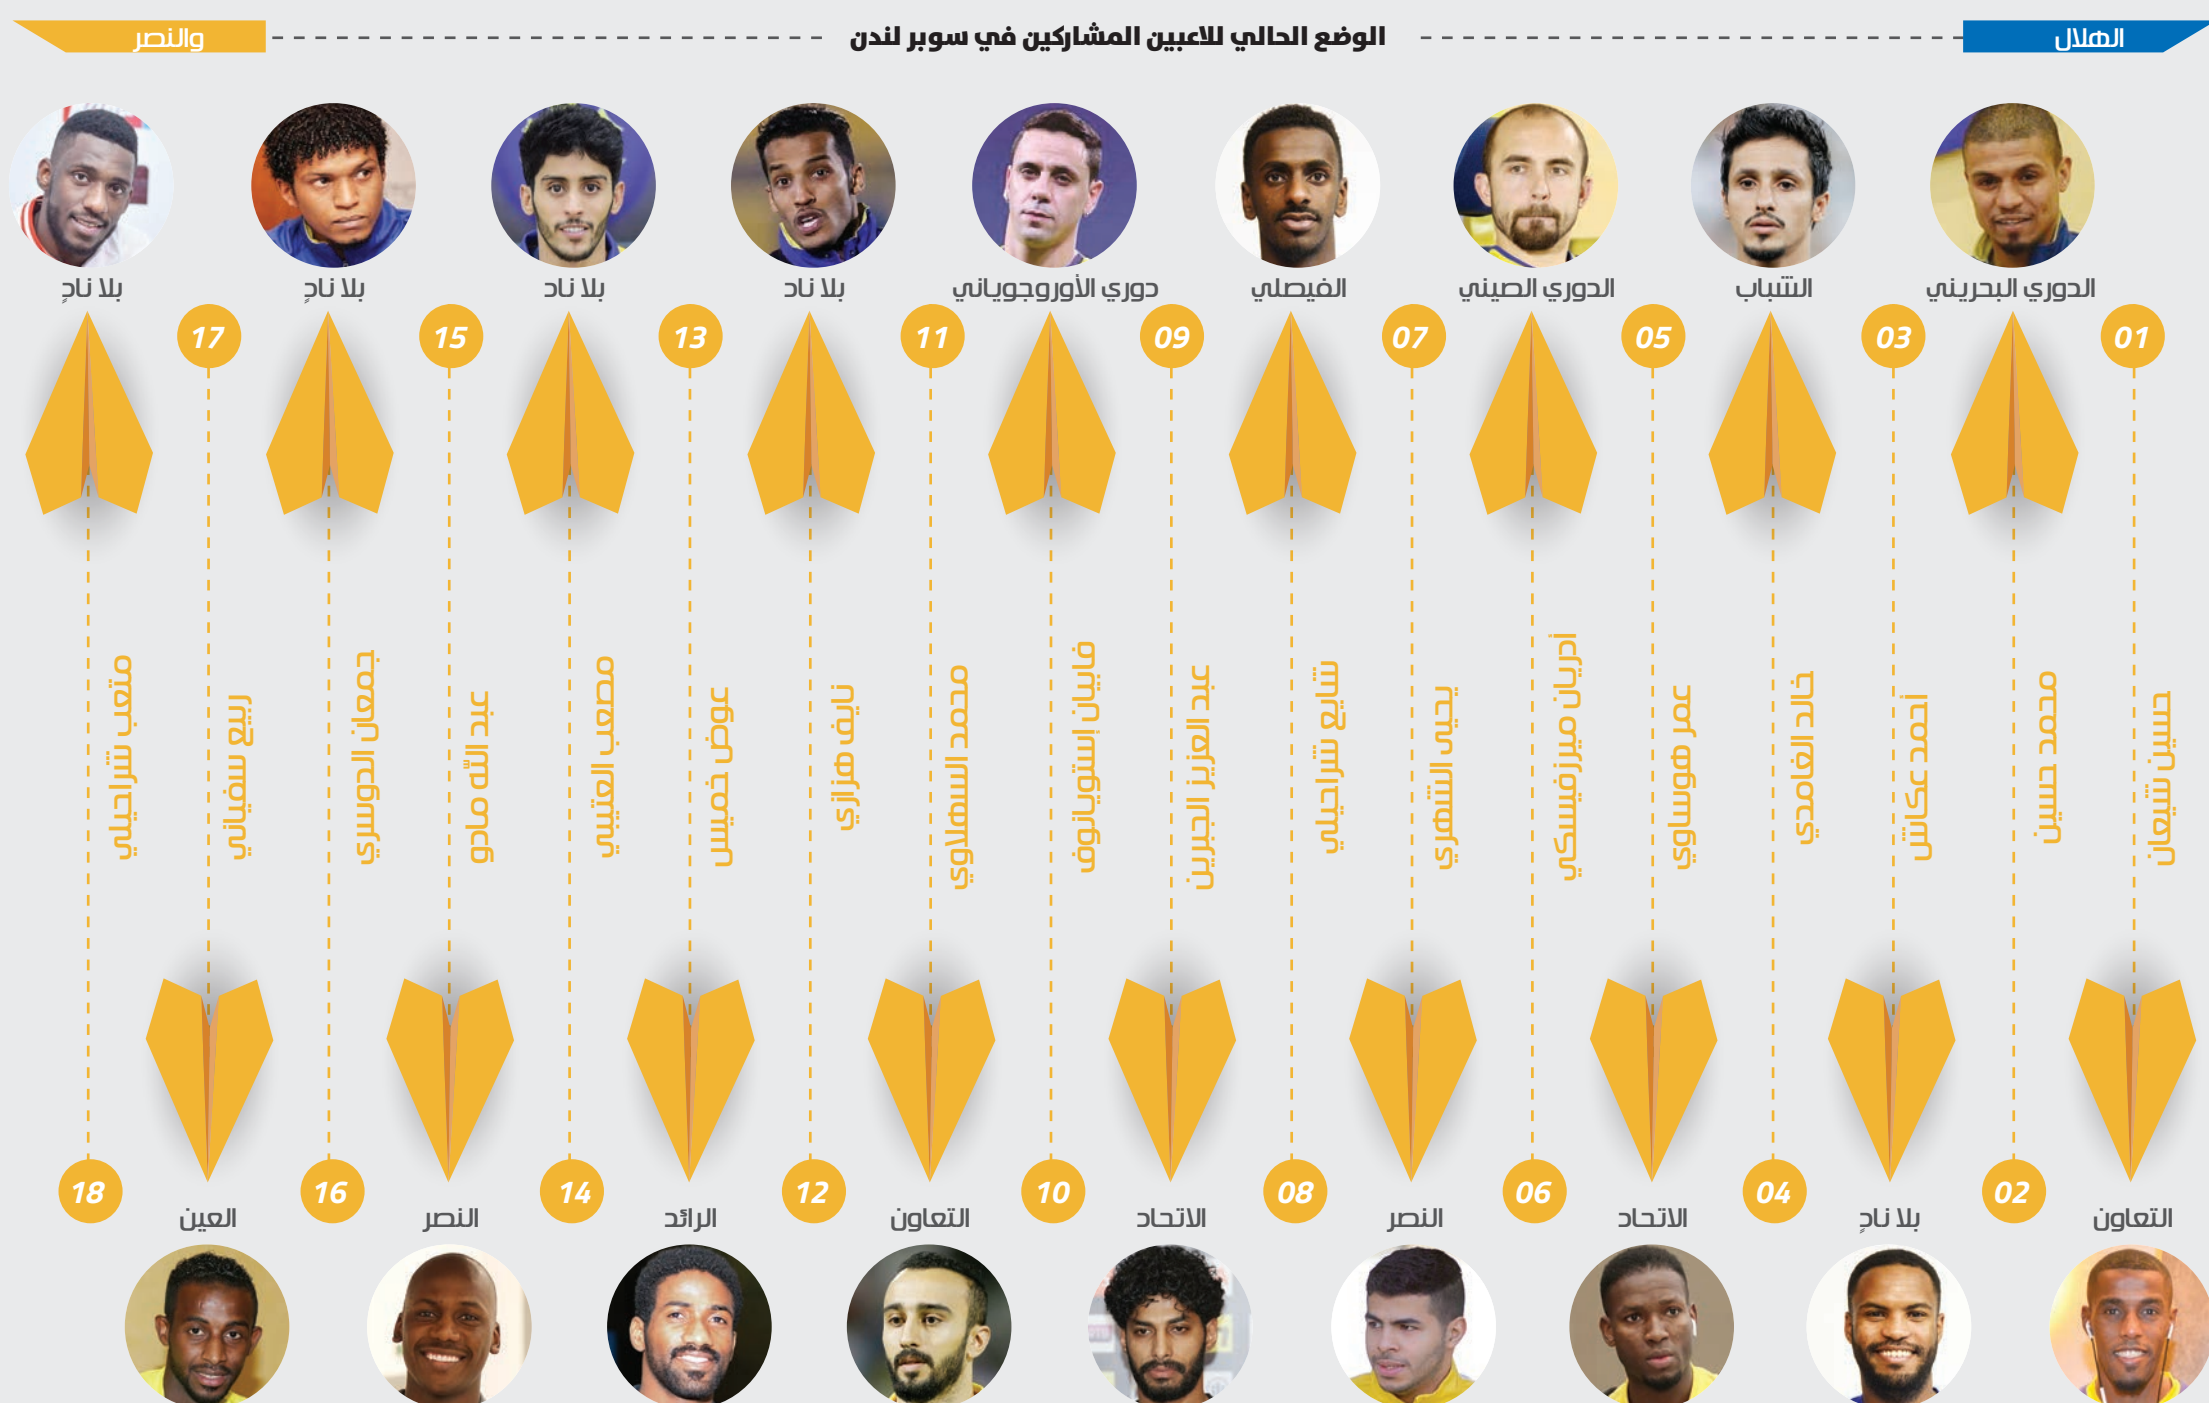 الهلال
الوضع الحالي للاعبين المشاركين في سوبر لندن
والنصر
01
حسين شيعان
التعاون
02
محمد حسين
الدوري البحريني
03
أحمد عكاش
بلا نادٍ
04
خالد الغامدي
الشباب
05
عمر هوساوي
الاتحاد
06
أدريان ميرزفيسكي
الدوري الصيني
07
يحيى الشهري
النصر
08
شايع شراحيلي
الفيصلي
09
عبد العزيز الجبرين
الاتحاد
10
فابيان إستويانوف
دوري الأوروجوياني
11
محمد السهلاوي
التعاون
12
نايف هزازي
بلا ناد
13
عوض خميس
الرائد
14
مصعب العتيبي
بلا ناد
15
عبد الله مادو
النصر
16
جمعان الدوسري
بلا نادٍ
17
ربيع سفياني
العين
18
متعب شراحيلي
بلا نادٍ